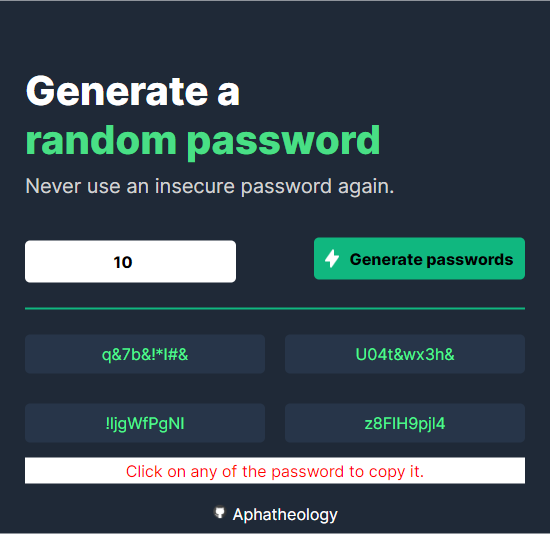 Generate a
random password
Never use an insecure password again.
10
Generate passwords
q&7b&!*I#&
U04t&wx3h&
!ljgWfPgNI
z8FIH9pjl4
Click on any of the password to copy it.
Aphatheology